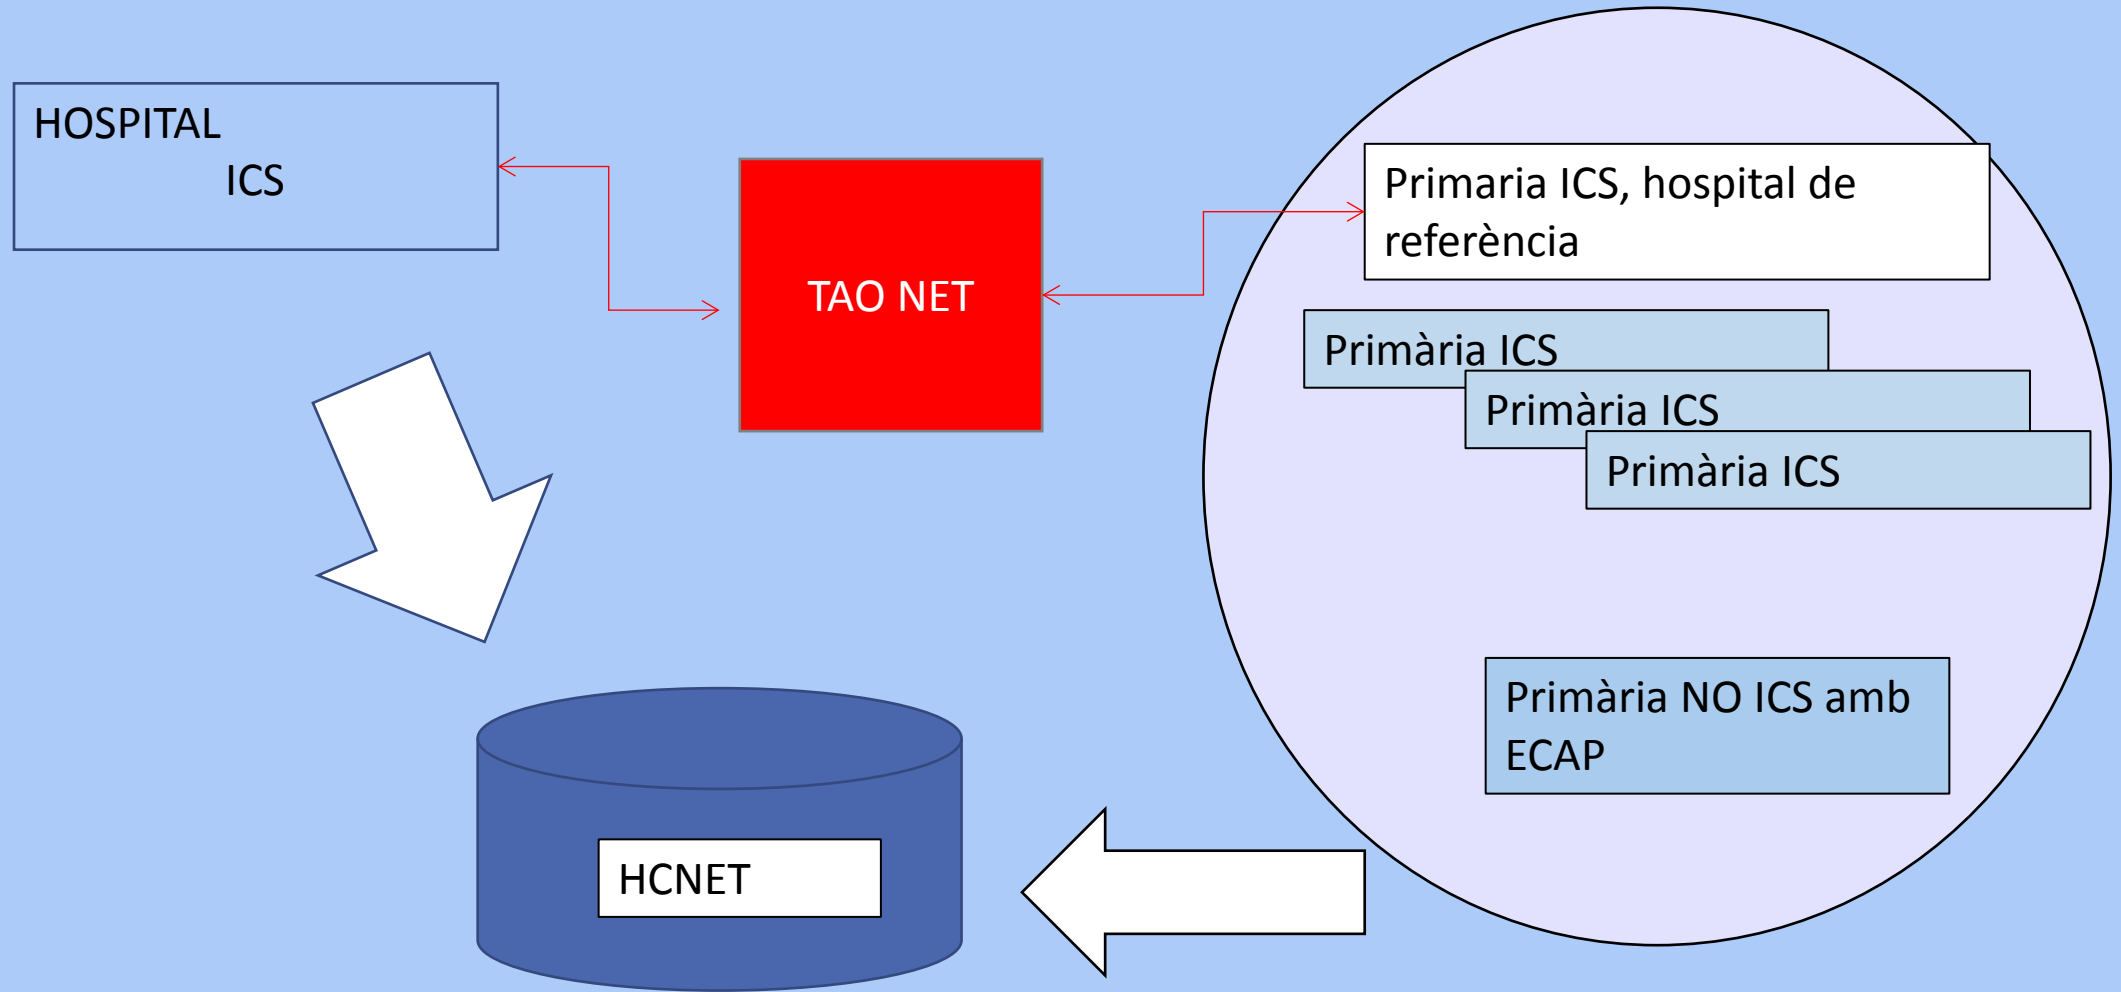 HOSPITAL
ICS
TAO NET
Primaria ICS, hospital de
referència
Primària ICS
Primària ICS
Primària ICS
Primària NO ICS amb
ECAP
HCNET